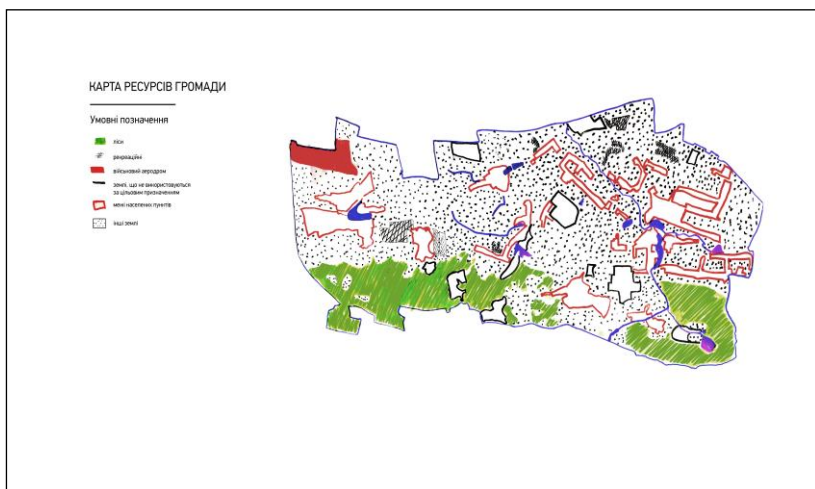 КАРТА РЕСУРСІВ ГРОМАДИ
Умовні позначення
ліси
рекреаційні
військовий аеродром
землі, що не використовуються
за цільовим призначенням
межі населених пунктів
інші землі